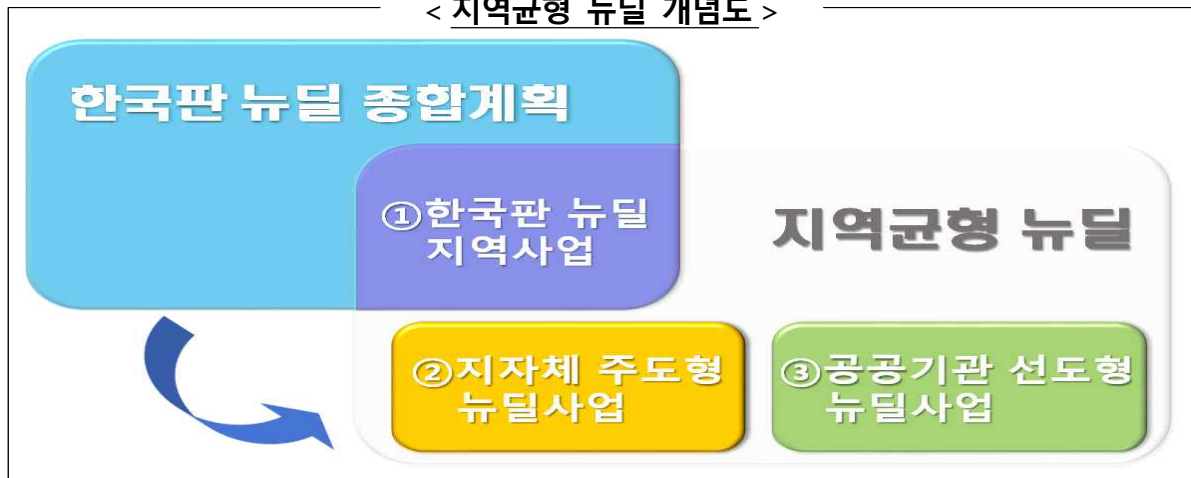 < 지역균형 뉴딜 개념도 >
한국판 뉴딜 종합계획
①한국판 뉴딜
지역사업
지역균형 뉴딜
②지자체 주도형
뉴딜사업
③공공기관 선도형
뉴딜사업